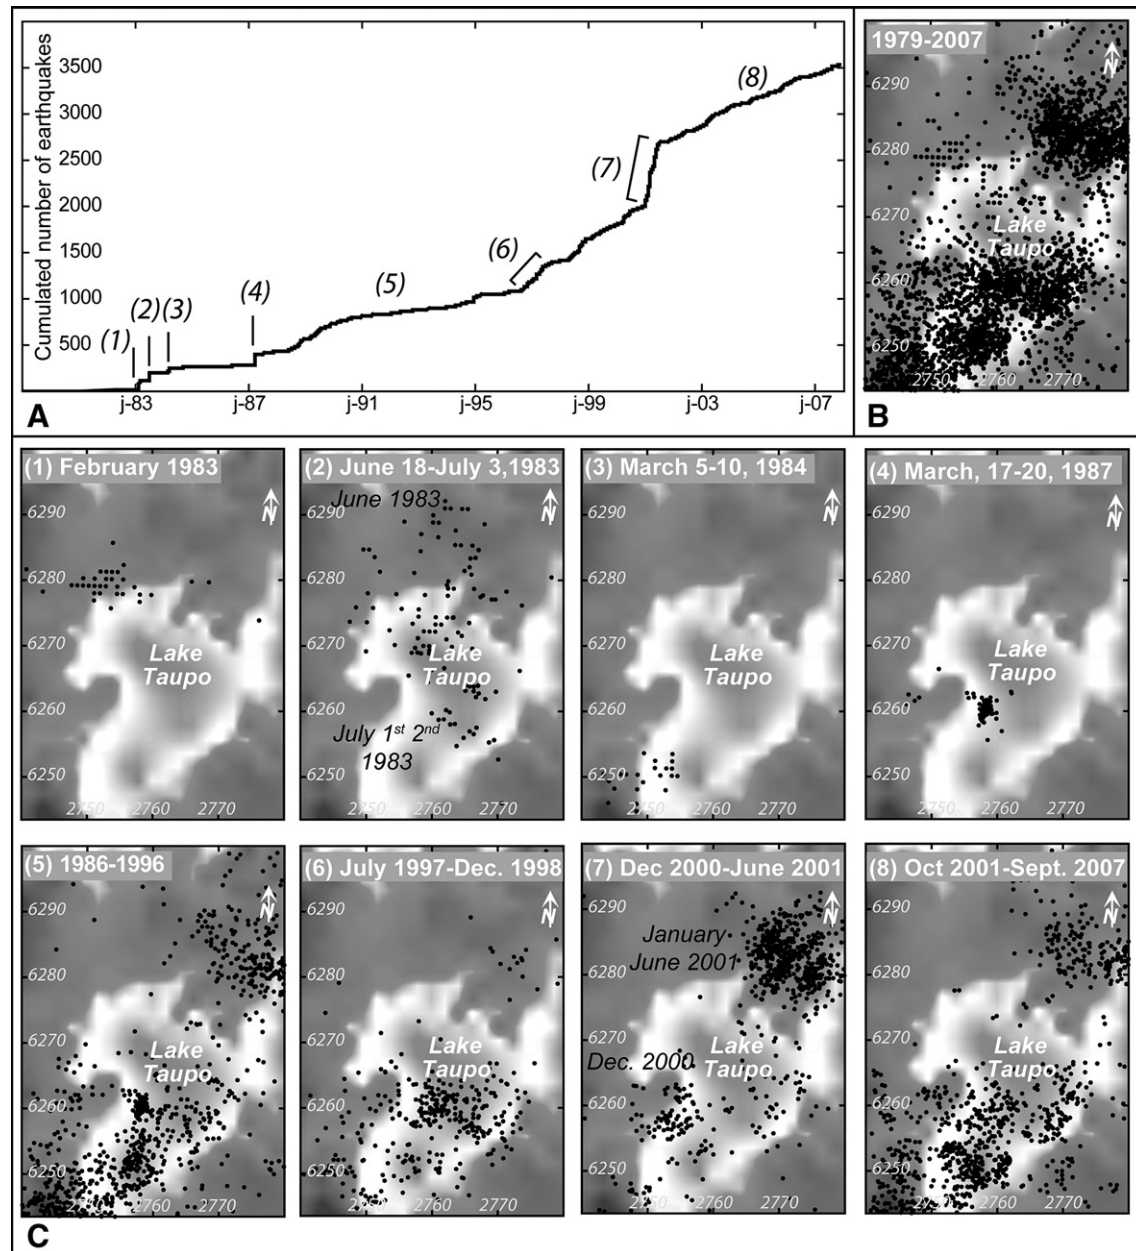 Cumulated number of earthquakes
3500
3000
2500
2000
1500
1000
500
(1)
(2)
(3)
(4)
(5)
(6)
(7)
(8)
j-83
j-87
j-91
j-95
j-99
j-03
j-07
A
1979-2007
N
6290
6280
6270
6260
6250
Lake
Taupo
2750
2760
2770
B
(1) February 1983
N
6290
6280
6270
6260
6250
Lake
Taupo
2750
2760
2770
(2) June 18-July 3,1983
June 1983
N
6290
6280
6270
6260
6250
Lake
Taupo
July 1st 2nd
1983
2750
2760
2770
(3) March 5-10, 1984
N
6290
6280
6270
6260
6250
Lake
Taupo
2750
2760
2770
(4) March, 17-20, 1987
N
6290
6280
6270
6260
6250
Lake
Taupo
2750
2760
2770
(5) 1986-1996
N
6290
6280
6270
6260
6250
Lake
Taupo
2750
2760
2770
(6) July 1997-Dec. 1998
N
6290
6280
6270
6260
6250
Lake
Taupo
2750
2760
2770
(7) Dec 2000-June 2001
N
6290
January-
June 2001
6280
6270
Dec. 2000
6260
6250
Lake
Taupo
2750
2760
2770
(8) Oct 2001-Sept. 2007
N
6290
6280
6270
6260
6250
Lake
Taupo
2750
2760
2770
C